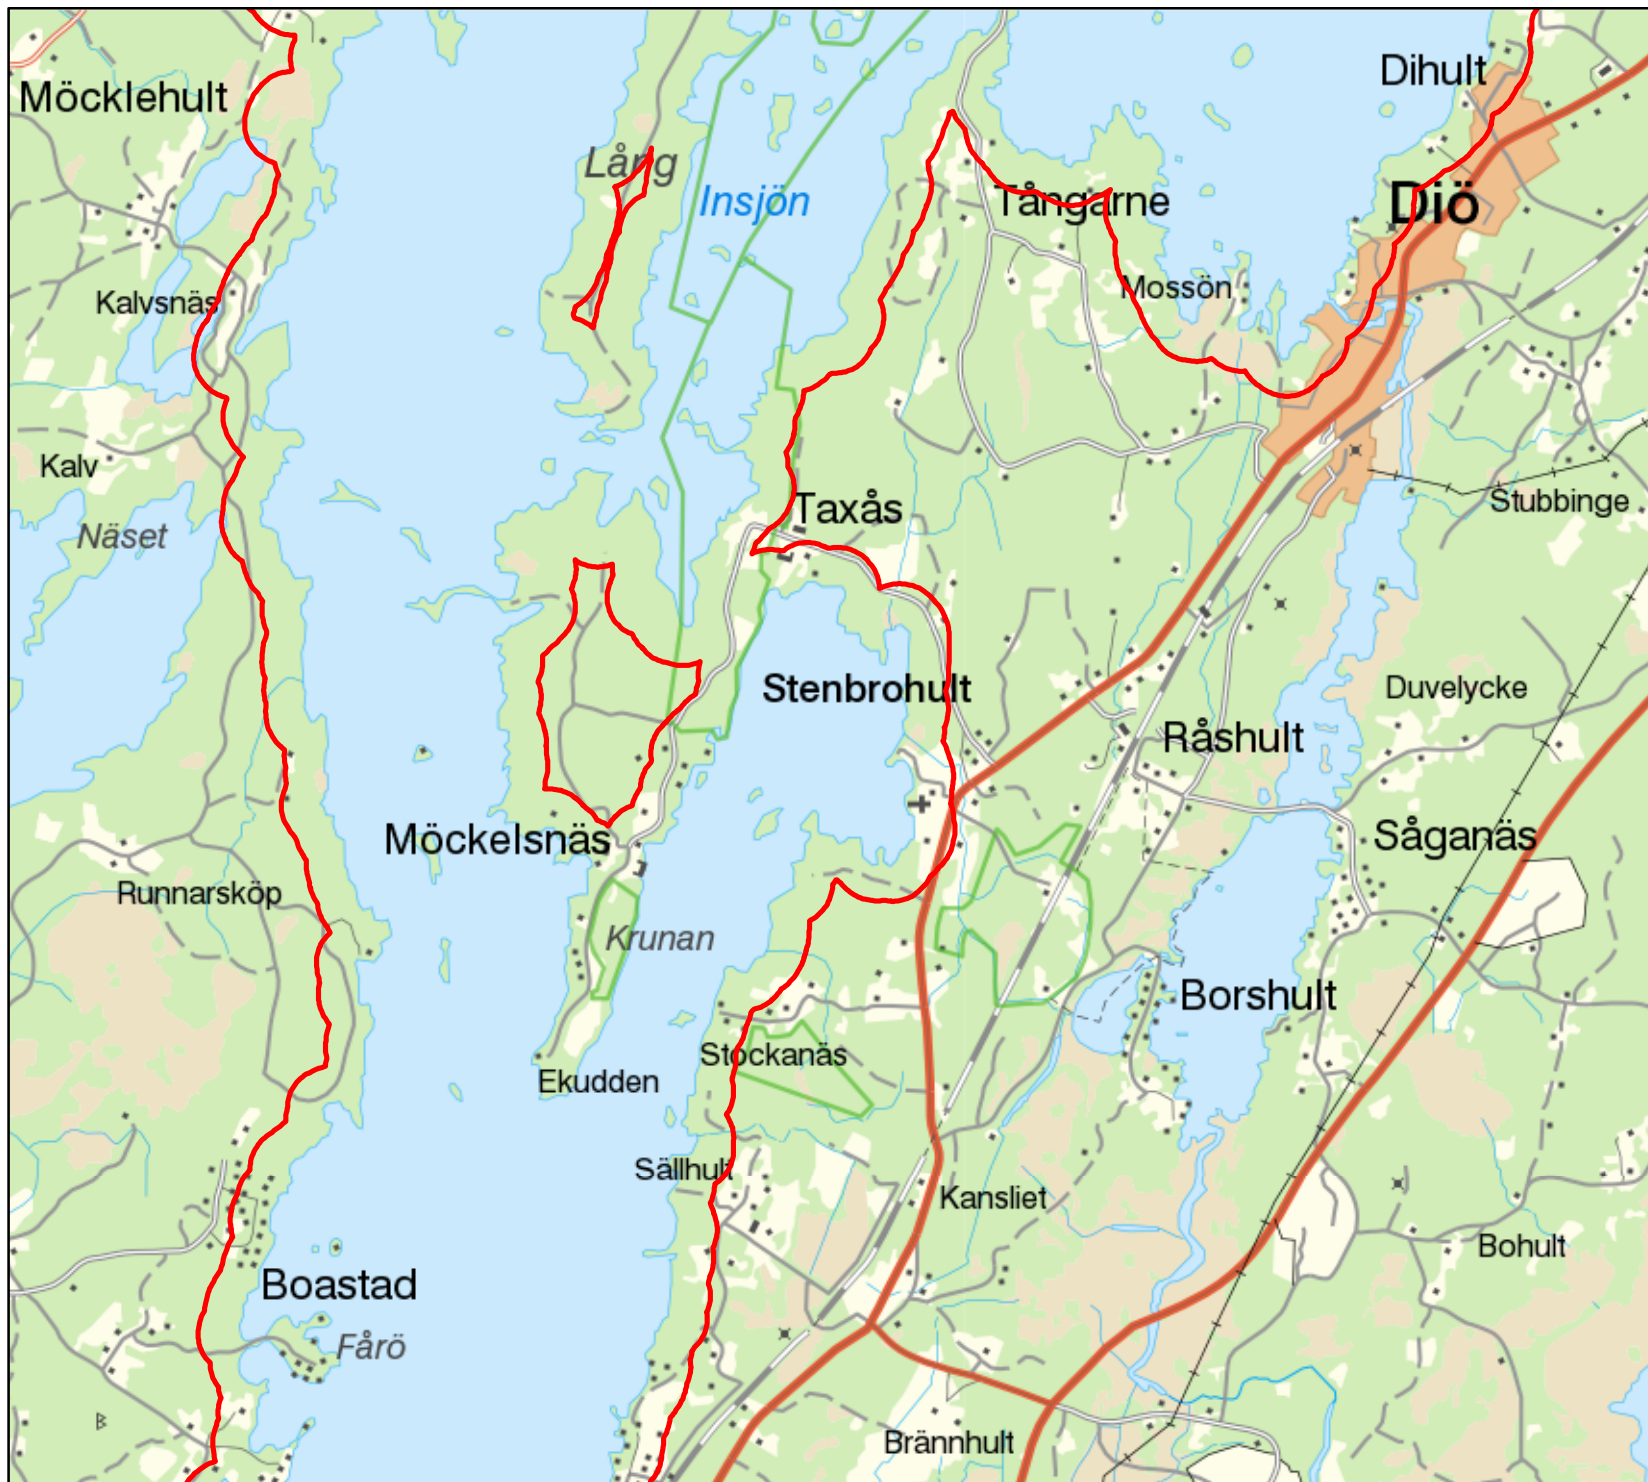 Dihult
Möcklehult
Lång
Insjön
Tångarne
Diö
Mossön
Kalvsnäs
Kalv
Stubbinge
Taxås
Näset
Stenbrohult
Duvelycke
Råshult
Möckelsnäs
Såganäs
Runnarsköp
Krunan
Borshult
Stockanäs
Ekudden
Sällhult
Kansliet
Bohult
Boastad
Fårö
Brännhult